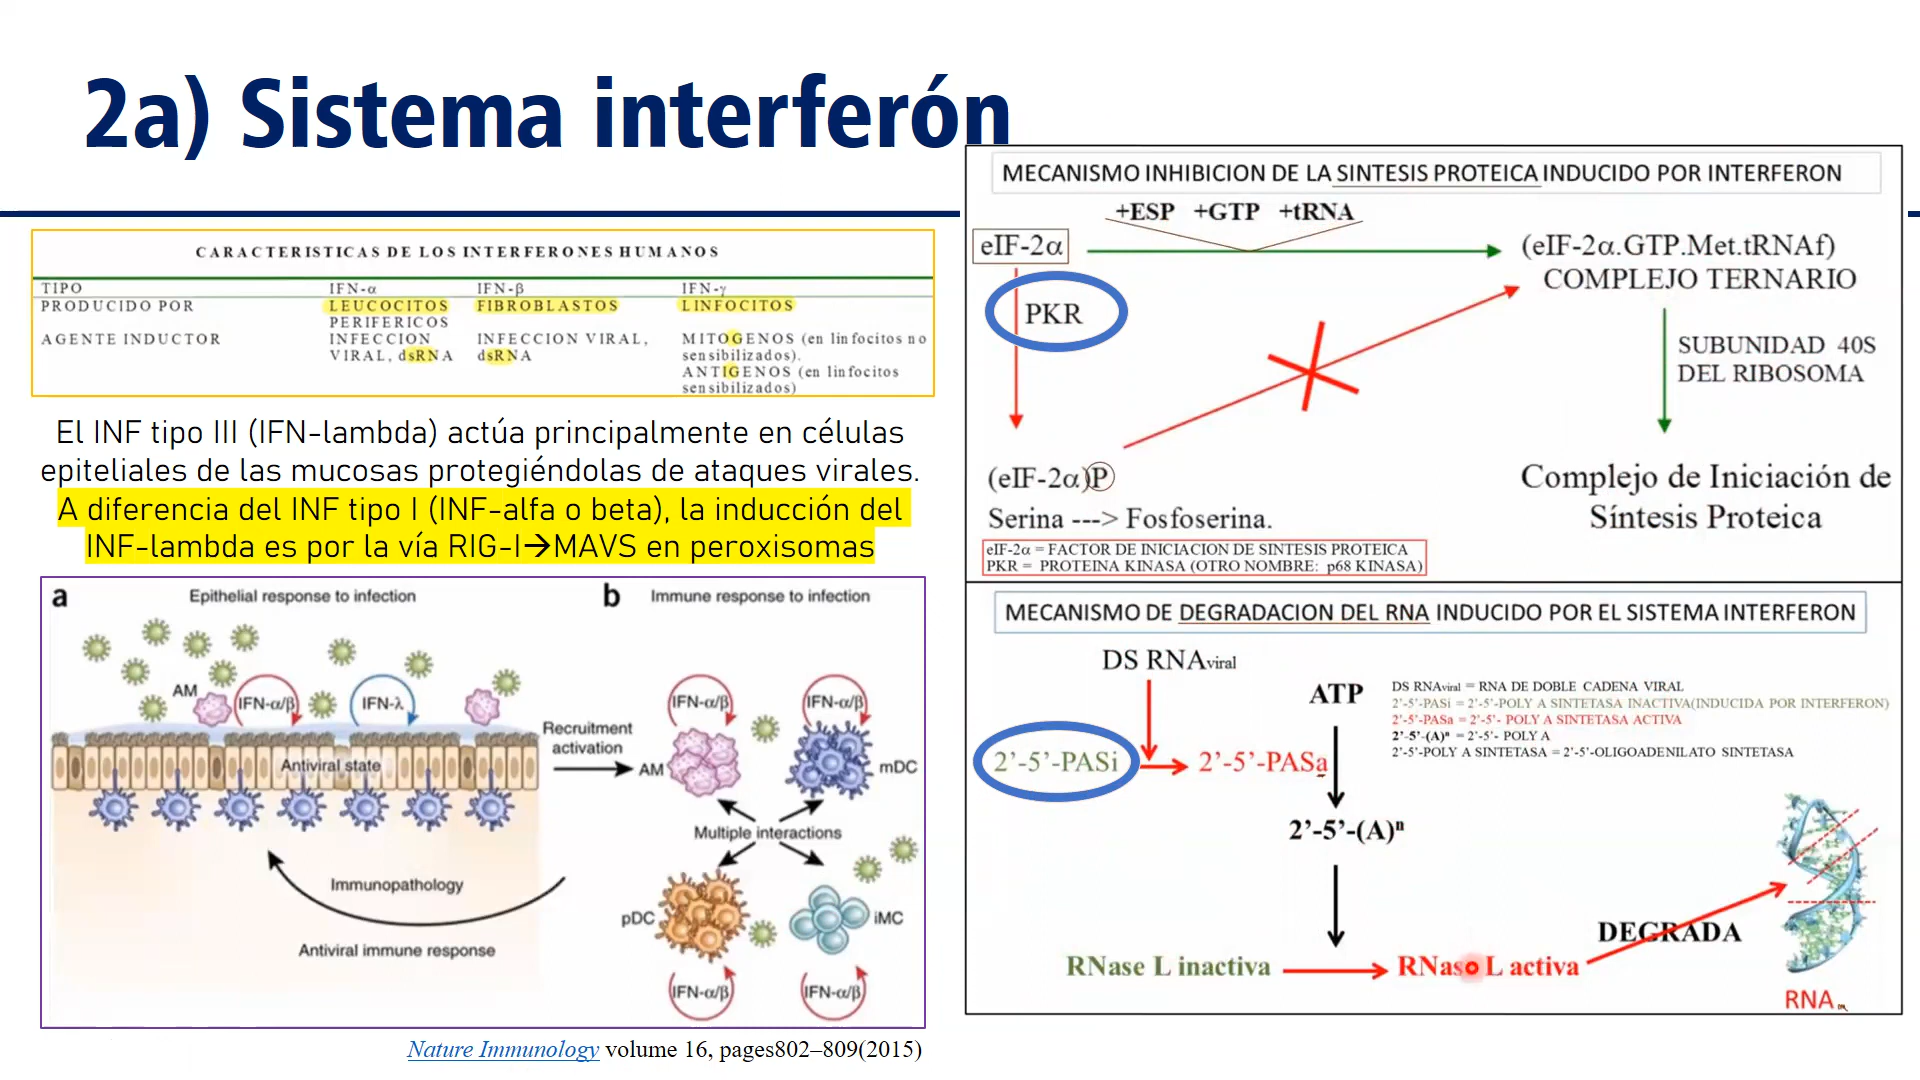 2a) Sistema interferón
CARACTERISTICAS DE LOS INTERFERONES HUMANOS
TIPO IFN-α IFN-β IFN-γ
PRODUCIDO POR LEUCOCITOS FIBROBLASTOS LINFOCITOS
PERIFERICOS
AGENTE INDUCTOR INFECCION INFECCION VIRAL, MITOGENOS (en linfocitos no
VIRAL, dsRNA dsRNA sensibilizados).
ANTIGENOS (en linfocitos
sensibilizados)
El INF tipo III (IFN-lambda) actúa principalmente en células
epiteliales de las mucosas protegiéndolas de ataques virales.
A diferencia del INF tipo I (INF-alfa o beta), la inducción del
INF-lambda es por la vía RIG-I→MAVS en peroxisomas
a Epithelial response to infection
AM
IFN-α/β
IFN-λ
Antiviral state
Recruitment
activation
Immunopathology
Antiviral immune response
b Immune response to infection
IFN-α/β
IFN-α/β
AM
mDC
Multiple interactions
pDC
iMC
IFN-α/β
IFN-α/β
Nature Immunology volume 16, pages802–809(2015)
MECANISMO INHIBICION DE LA SINTESIS PROTEICA INDUCIDO POR INTERFERON
+ESP +GTP +tRNA
eIF-2α
(eIF-2α.GTP.Met.tRNAf)
COMPLEJO TERNARIO
PKR
SUBUNIDAD 40S
DEL RIBOSOMA
(eIF-2α)P
Serina ---> Fosfoserina.
Complejo de Iniciación de
Síntesis Proteica
eIF-2α = FACTOR DE INICIACION DE SINTESIS PROTEICA
PKR = PROTEINA KINASA (OTRO NOMBRE: p68 KINASA)
MECANISMO DE DEGRADACION DEL RNA INDUCIDO POR EL SISTEMA INTERFERON
DS RNAviral
ATP
DS RNAviral = RNA DE DOBLE CADENA VIRAL
2'-5'-PASi = 2'-5'-POLY A SINTETASA INACTIVA(INDUCIDA POR INTERFERON)
2'-5'-PASa = 2'-5'- POLY A SINTETASA ACTIVA
2'-5'-(A)ⁿ = 2'-5'- POLY A
2'-5'-POLY A SINTETASA = 2'-5'-OLIGOADENILATO SINTETASA
2'-5'-PASi
2'-5'-PASa
2'-5'-(A)ⁿ
DEGRADA
RNase L inactiva
RNase L activa
RNA